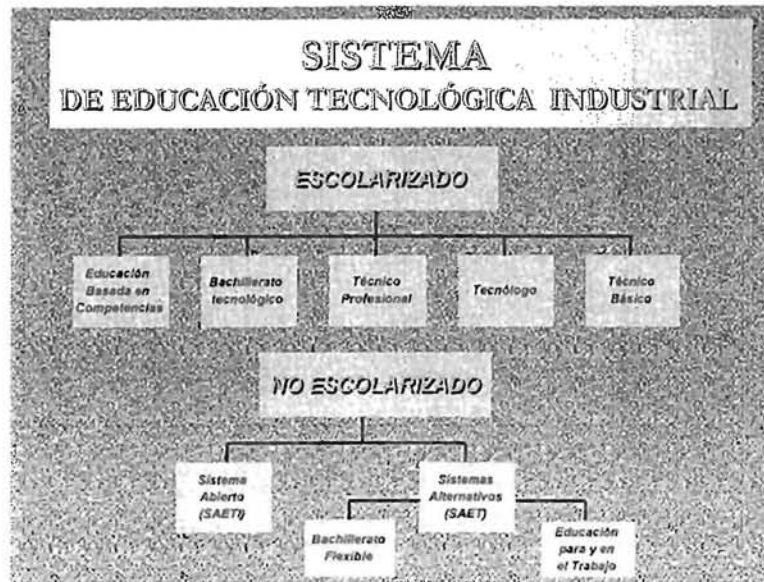 SISTEMA
DE EDUCACIÓN TECNOLÓGICA INDUSTRIAL
ESCOLARIZADO
Educación
Basada en
Competencias
Bachillerato
tecnológico
Técnico
Profesional
Tecnólogo
Técnico
Básico
NO ESCOLARIZADO
Sistema
Abierto
(SAETI)
Sistemas
Alternativos
(SAET)
Bachillerato
Flexible
Educación
para y en
el Trabajo